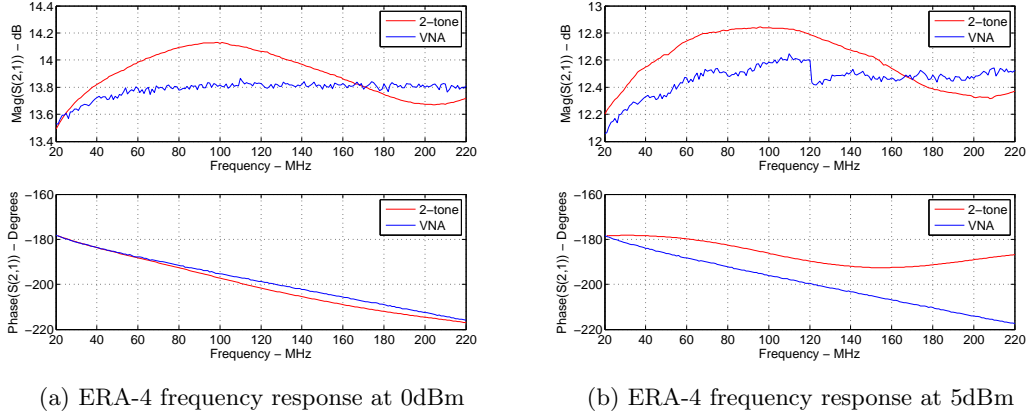 14.4
14.2
14
13.8
13.6
13.4
Mag(S(2,1)) – dB
20 40 60 80 100 120 140 160 180 200 220
Frequency – MHz
2–tone
VNA
−160
−180
−200
−220
Phase(S(2,1)) – Degrees
20 40 60 80 100 120 140 160 180 200 220
Frequency – MHz
2–tone
VNA
(a) ERA-4 frequency response at 0dBm
13
12.8
12.6
12.4
12.2
12
Mag(S(2,1)) – dB
20 40 60 80 100 120 140 160 180 200 220
Frequency – MHz
2–tone
VNA
−160
−180
−200
−220
Phase(S(2,1)) – Degrees
20 40 60 80 100 120 140 160 180 200 220
Frequency – MHz
2–tone
VNA
(b) ERA-4 frequency response at 5dBm